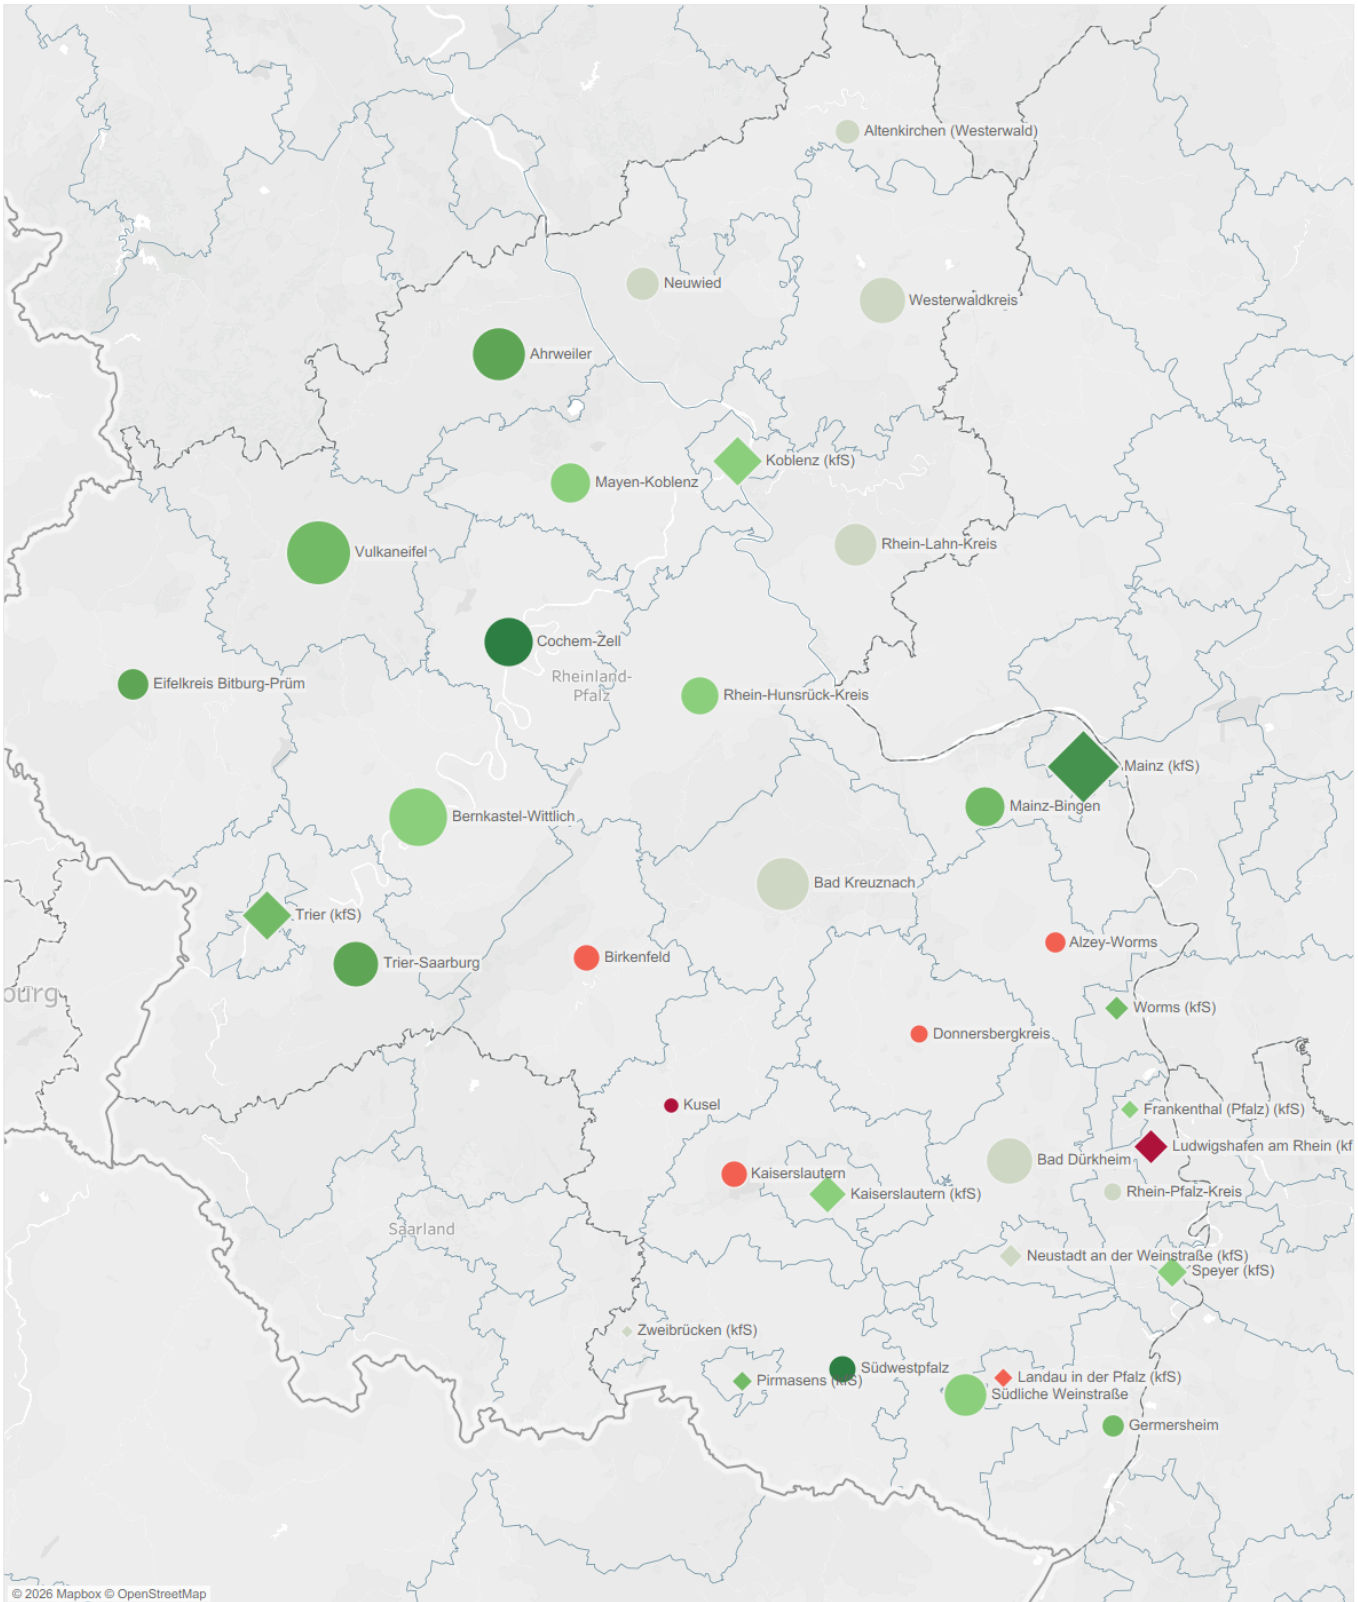 Altenkirchen (Westerwald)
Neuwied
Westerwaldkreis
Ahrweiler
Koblenz (kfS)
Mayen-Koblenz
Rhein-Lahn-Kreis
Vulkaneifel
Cochem-Zell
Rheinland-
Pfalz
Eifelkreis Bitburg-Prüm
Rhein-Hunsrück-Kreis
Mainz (kfS)
Mainz-Bingen
Bernkastel-Wittlich
Bad Kreuznach
Trier (kfS)
Alzey-Worms
Birkenfeld
Trier-Saarburg
burg
Worms (kfS)
Donnersbergkreis
Kusel
Frankenthal (Pfalz) (kfS)
Ludwigshafen am Rhein (kf
Bad Dürkheim
Kaiserslautern
Rhein-Pfalz-Kreis
Kaiserslautern (kfS)
Saarland
Neustadt an der Weinstraße (kfS)
Speyer (kfS)
Zweibrücken (kfS)
Südwestpfalz
Landau in der Pfalz (kfS)
Pirmasens (kfS)
Südliche Weinstraße
Germersheim
© 2026 Mapbox © OpenStreetMap